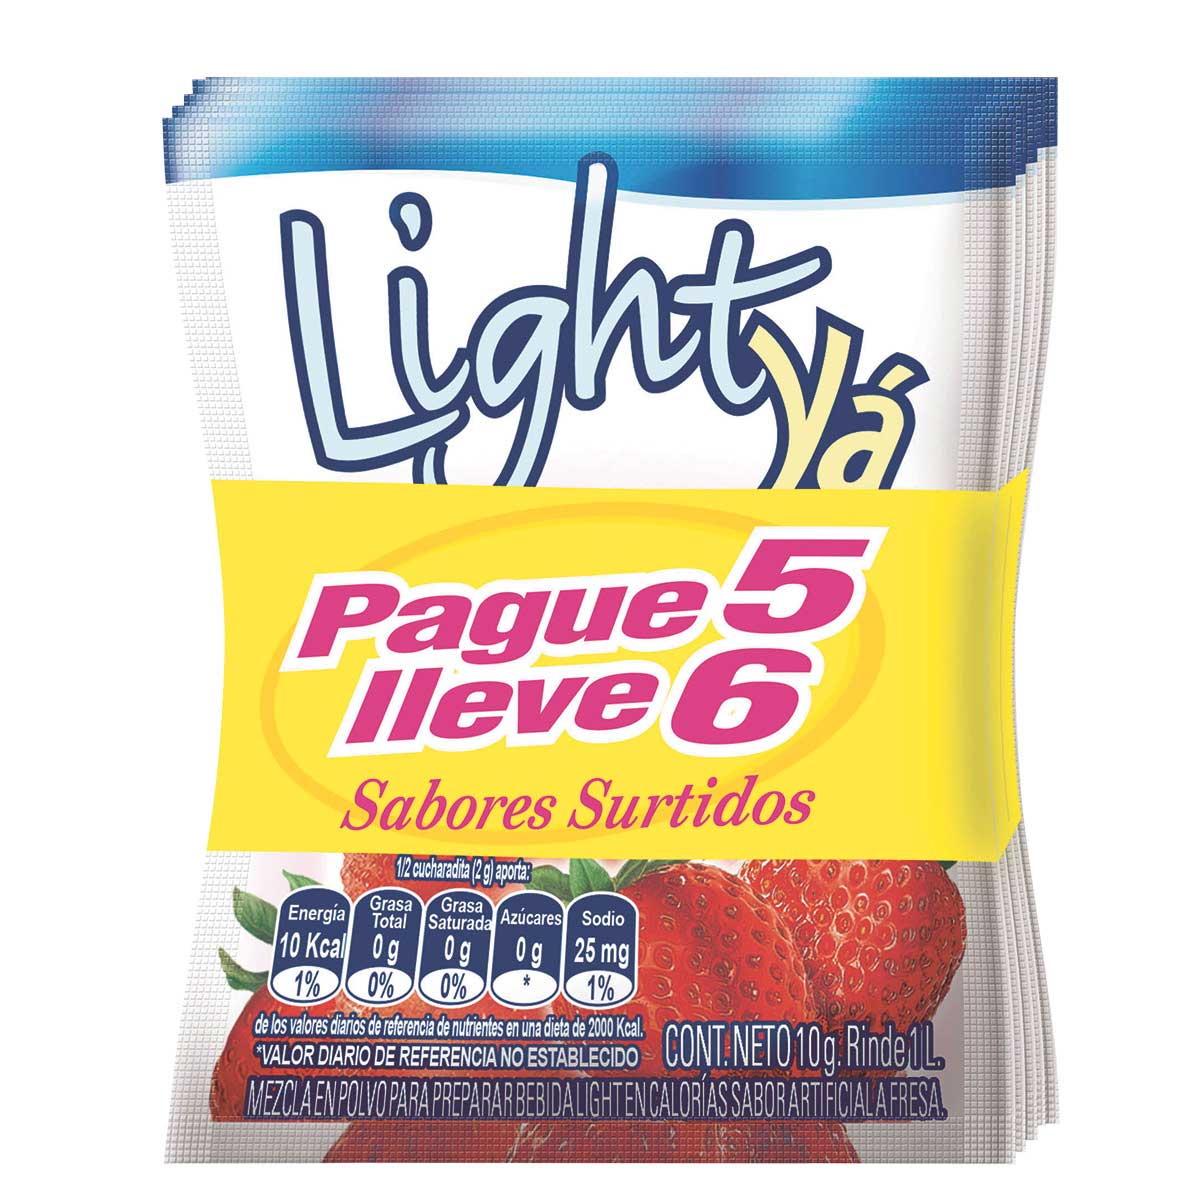 Light
Yá
Pague 5
lleve 6
Sabores Surtidos
1/2 cucharadita (2 g) aporta:
Energía 10 Kcal 1%
Grasa Total 0 g 0%
Grasa Saturada 0 g 0%
Azúcares 0 g *
Sodio 25 mg 1%
de los valores diarios de referencia de nutrientes en una dieta de 2000 Kcal.
*VALOR DIARIO DE REFERENCIA NO ESTABLECIDO
CONT. NETO 10 g. Rinde 1 L.
MEZCLA EN POLVO PARA PREPARAR BEBIDA LIGHT EN CALORÍAS SABOR ARTIFICIAL A FRESA.